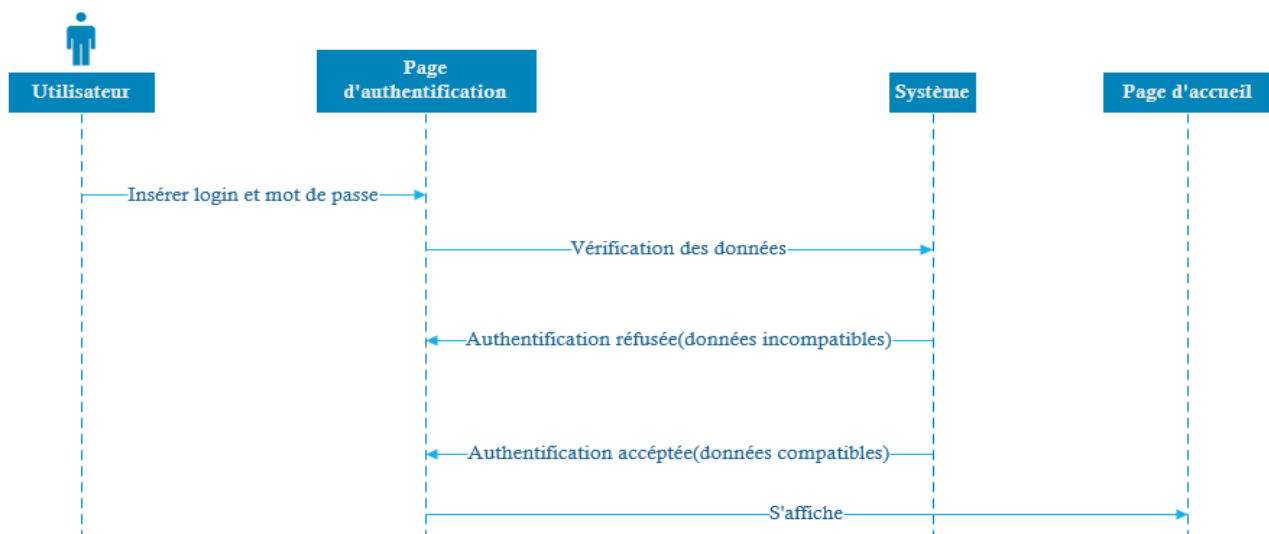 Page
d'authentification
Utilisateur
Système
Page d'accueil
Insérer login et mot de passe
Vérification des données
Authentification réfusée(données incompatibles)
Authentification accéptée(données compatibles)
S'affiche